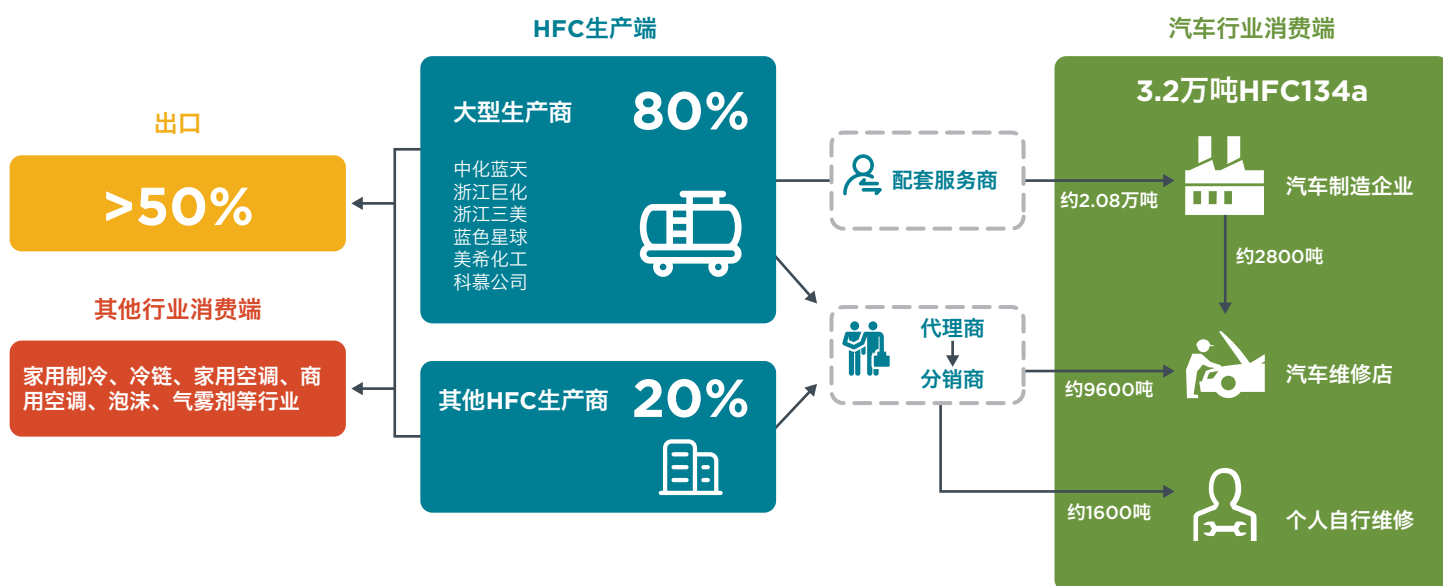 HFC生产端
汽车行业消费端
出口
>50%
其他行业消费端
家用制冷、冷链、家用空调、商
用空调、泡沫、气雾剂等行业
大型生产商
80%
中化蓝天
浙江巨化
浙江三美
蓝色星球
美希化工
科慕公司
其他HFC生产商
20%
配套服务商
代理商
分销商
3.2万吨HFC134a
约2.08万吨
汽车制造企业
约2800吨
约9600吨
汽车维修店
约1600吨
个人自行维修